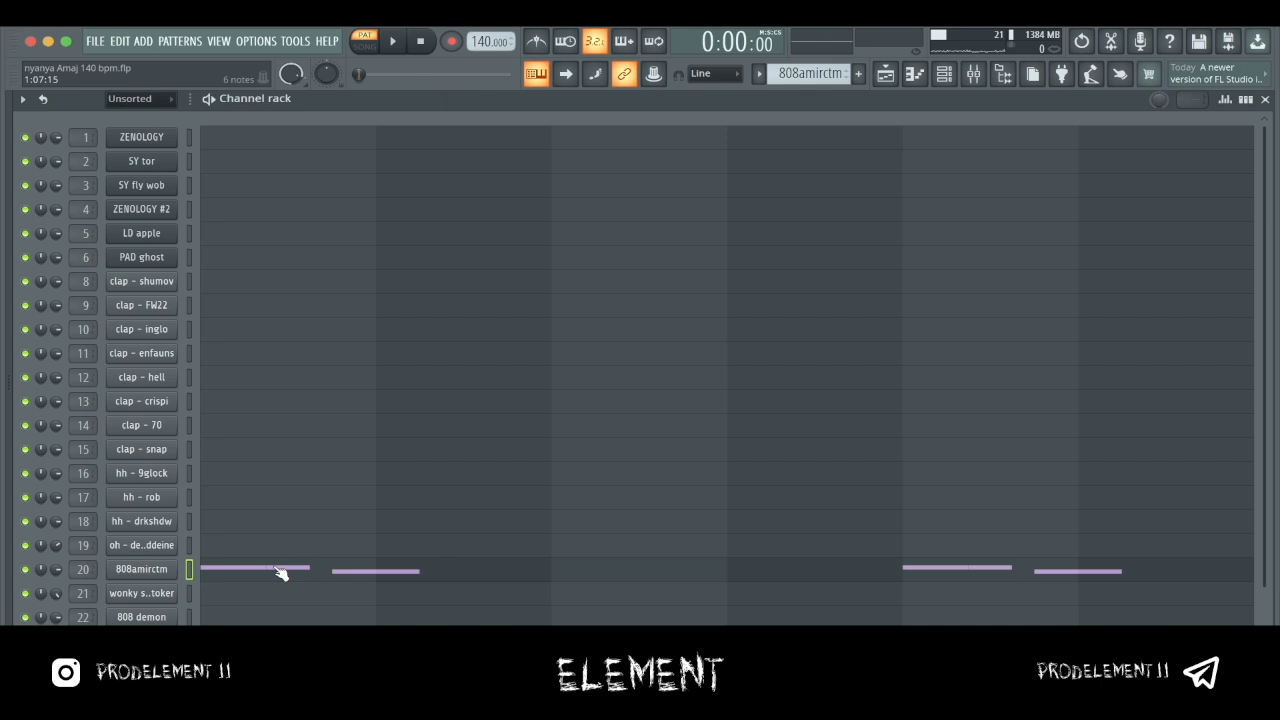 FILE EDIT ADD PATTERNS VIEW OPTIONS TOOLS HELP
PAT
SONG
140.000
3.2.
0:00:00
M:S:CS
21
1384 MB
0
nyanya Amaj 140 bpm.flp
1:07:15
6 notes
Line
808amirctm
Today A newer
version of FL Studio i..
Unsorted
Channel rack
1 ZENOLOGY
2 SY tor
3 SY fly wob
4 ZENOLOGY #2
5 LD apple
6 PAD ghost
8 clap - shumov
9 clap - FW22
10 clap - inglo
11 clap - enfauns
12 clap - hell
13 clap - crispi
14 clap - 70
15 clap - snap
16 hh - 9glock
17 hh - rob
18 hh - drkshdw
19 oh - de..ddeine
20 808amirctm
21 wonky s..toker
22 808 demon
PRODELEMENT II
ELEMENT
PRODELEMENT II